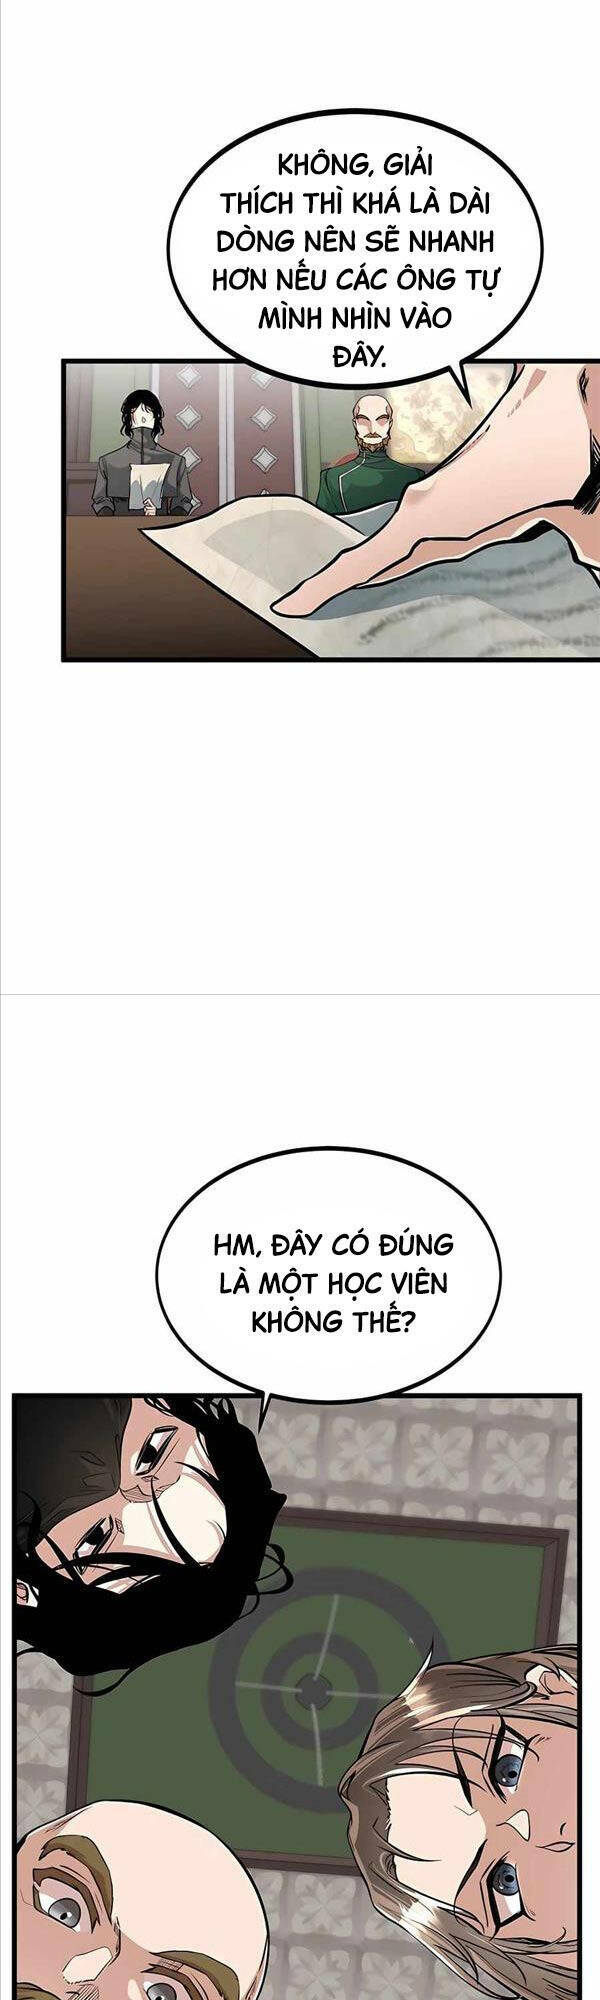 KHÔNG, GIẢI
THÍCH THÌ KHÁ LÀ DÀI
DÒNG NÊN SẼ NHANH
HƠN NẾU CÁC ÔNG TỰ
MÌNH NHÌN VÀO
ĐÂY.
HM, ĐÂY CÓ ĐÚNG
LÀ MỘT HỌC VIÊN
KHÔNG THẾ?